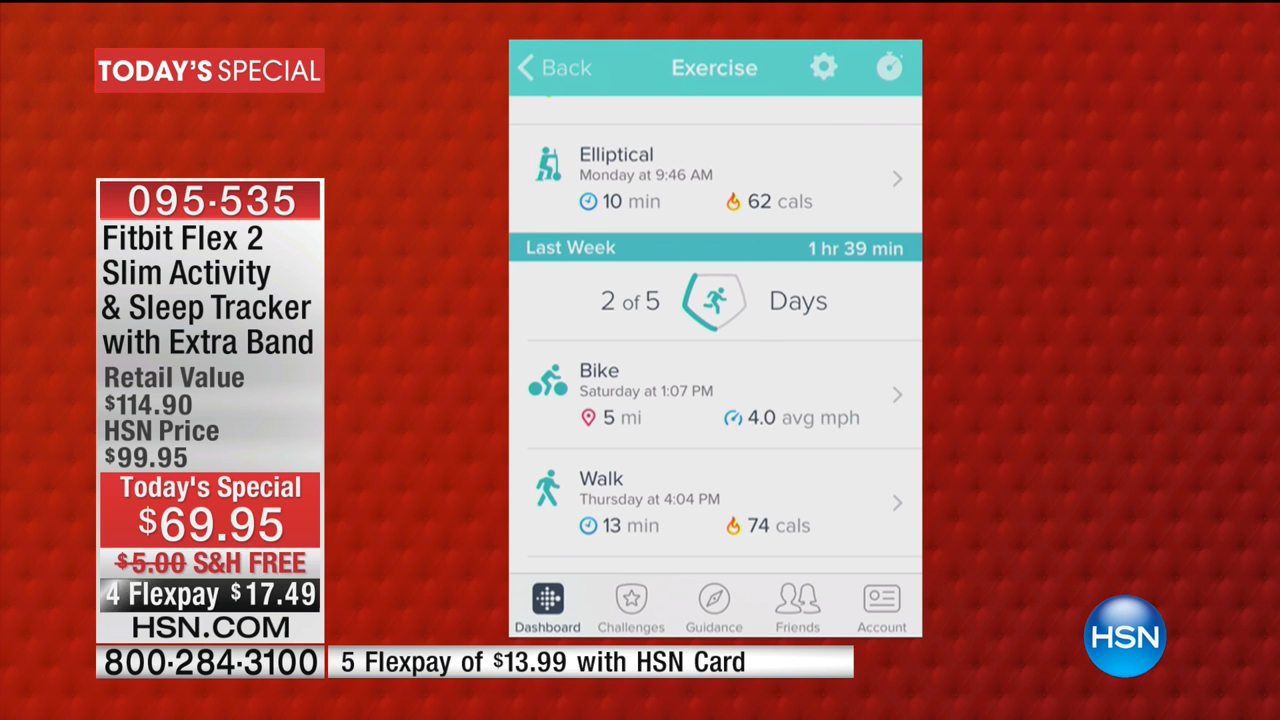 TODAY'S SPECIAL
095-535
Fitbit Flex 2
Slim Activity
& Sleep Tracker
with Extra Band
Retail Value
$114.90
HSN Price
$99.95
Today's Special
$69.95
$5.00 S&H FREE
4 Flexpay $17.49
HSN.COM
800-284-3100
5 Flexpay of $13.99 with HSN Card
Back Exercise
Elliptical
Monday at 9:46 AM
10 min 62 cals
Last Week 1 hr 39 min
2 of 5 Days
Bike
Saturday at 1:07 PM
5 mi 4.0 avg mph
Walk
Thursday at 4:04 PM
13 min 74 cals
Dashboard Challenges Guidance Friends Account
HSN